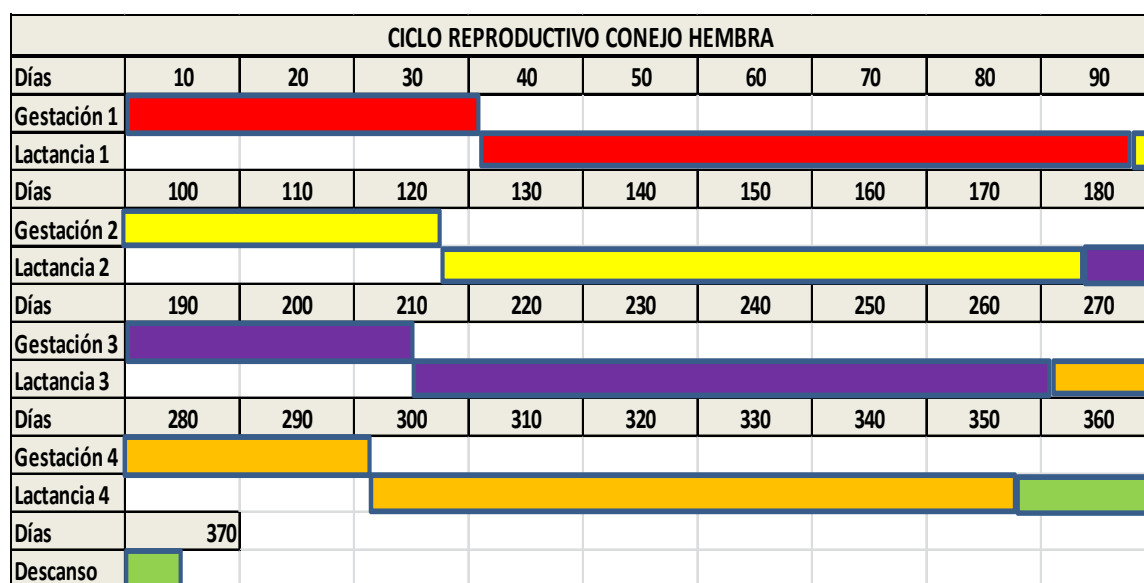 CICLO REPRODUCTIVO CONEJO HEMBRA
Días 10 20 30 40 50 60 70 80 90
Gestación 1
Lactancia 1
Días 100 110 120 130 140 150 160 170 180
Gestación 2
Lactancia 2
Días 190 200 210 220 230 240 250 260 270
Gestación 3
Lactancia 3
Días 280 290 300 310 320 330 340 350 360
Gestación 4
Lactancia 4
Días 370
Descanso